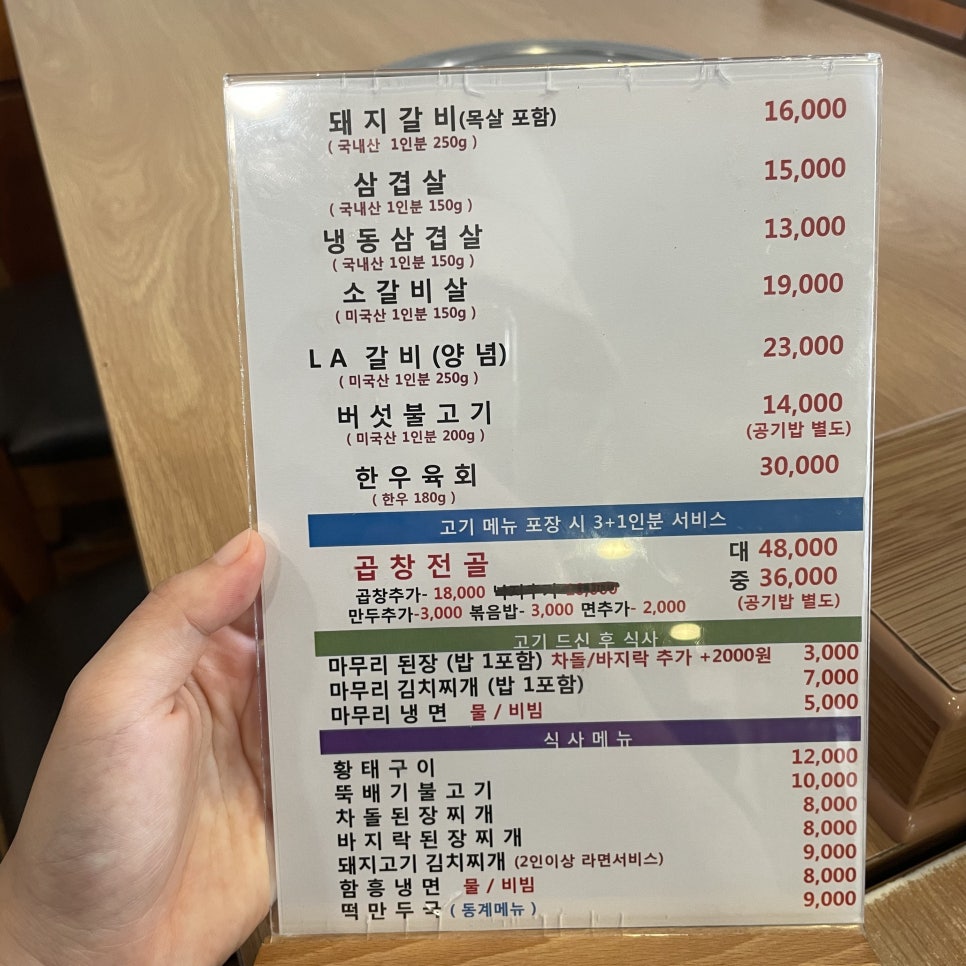 돼지갈비(목살 포함) 16,000
( 국내산 1인분 250g )
삼겹살 15,000
( 국내산 1인분 150g )
냉동삼겹살 13,000
( 국내산 1인분 150g )
소갈비살 19,000
( 미국산 1인분 150g )
LA 갈비(양념) 23,000
( 미국산 1인분 250g )
버섯불고기 14,000
( 미국산 1인분 200g ) (공기밥 별도)
한우육회 30,000
( 한우 180g )
고기 메뉴 포장 시 3+1인분 서비스
곱창전골 대 48,000
중 36,000
곱창추가- 18,000
(공기밥 별도)
만두추가-3,000 볶음밥- 3,000 면추가- 2,000
고기 드신 후 식사
마무리 된장 (밥 1포함) 차돌/바지락 추가 +2000원 3,000
마무리 김치찌개 (밥 1포함) 7,000
마무리 냉면 물 / 비빔 5,000
식사메뉴
황태구이 12,000
뚝배기불고기 10,000
차돌된장찌개 8,000
바지락된장찌개 8,000
돼지고기 김치찌개 (2인이상 라면서비스) 9,000
함흥냉면 물 / 비빔 8,000
떡만두국 ( 동계메뉴 ) 9,000